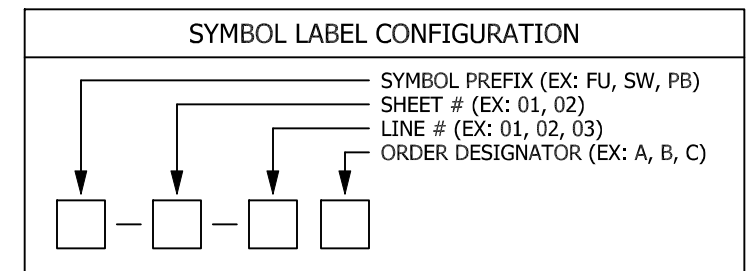 SYMBOL LABEL CONFIGURATION
SYMBOL PREFIX (EX: FU, SW, PB)
SHEET # (EX: 01, 02)
LINE # (EX: 01, 02, 03)
ORDER DESIGNATOR (EX: A, B, C)